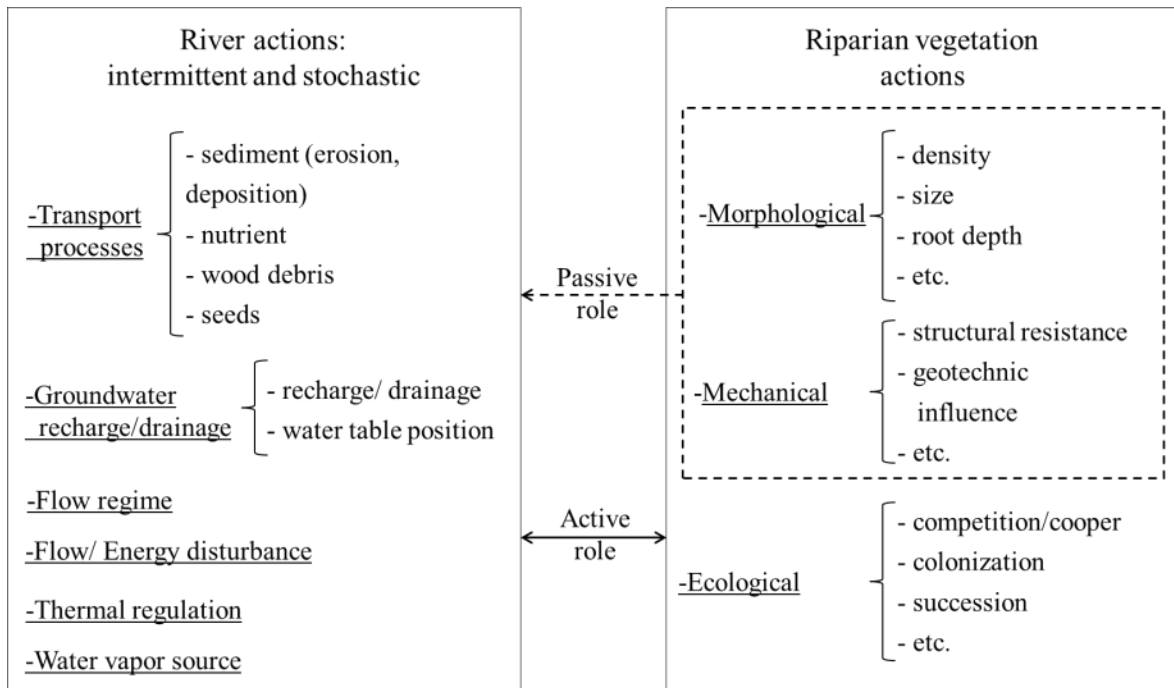 River actions:
intermittent and stochastic
-Transport
processes
- sediment (erosion,
deposition)
- nutrient
- wood debris
- seeds
-Groundwater
recharge/drainage
- recharge/ drainage
- water table position
-Flow regime
-Flow/ Energy disturbance
-Thermal regulation
-Water vapor source
Passive
role
Active
role
Riparian vegetation
actions
-Morphological
- density
- size
- root depth
- etc.
-Mechanical
- structural resistance
- geotechnic
influence
- etc.
-Ecological
- competition/cooper
- colonization
- succession
- etc.